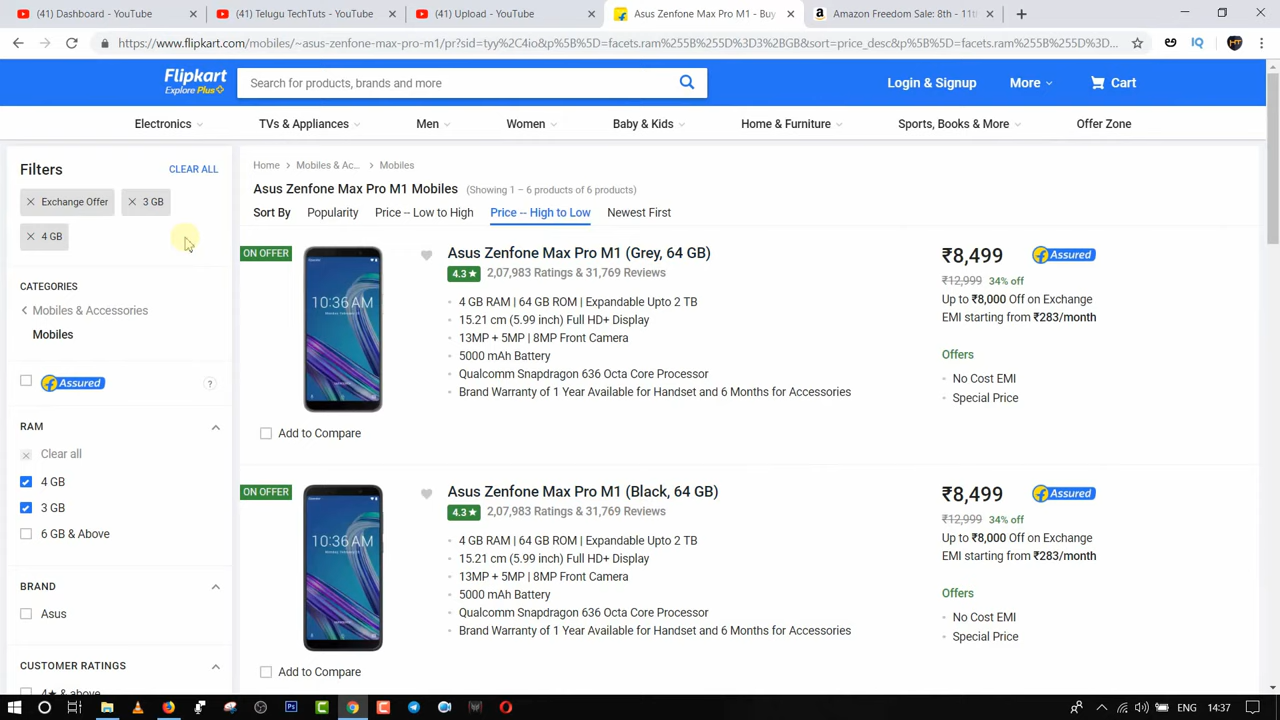 (41) Dashboard - YouTube
(41) Telugu TechTuts - YouTube
(41) Upload - YouTube
Asus Zenfone Max Pro M1 - Buy
Amazon Freedom Sale: 8th - 11th
https://www.flipkart.com/mobiles/~asus-zenfone-max-pro-m1/pr?sid=tyy%2C4io&p%5B%5D=facets.ram%255B%255D%3D3%2BGB&sort=price_desc&p%5B%5D=facets.ram%255B%255D%...
IQ
HT
Flipkart
Explore Plus
Search for products, brands and more
Login & Signup
More
Cart
Electronics
TVs & Appliances
Men
Women
Baby & Kids
Home & Furniture
Sports, Books & More
Offer Zone
Filters
CLEAR ALL
Exchange Offer
3 GB
4 GB
CATEGORIES
Mobiles & Accessories
Mobiles
Assured
?
RAM
Clear all
4 GB
3 GB
6 GB & Above
BRAND
Asus
CUSTOMER RATINGS
4★ & above
Home > Mobiles & Ac... > Mobiles
Asus Zenfone Max Pro M1 Mobiles (Showing 1 – 6 products of 6 products)
Sort By Popularity Price -- Low to High Price -- High to Low Newest First
ON OFFER
10:36 AM
Asus Zenfone Max Pro M1 (Grey, 64 GB)
4.3 ★ 2,07,983 Ratings & 31,769 Reviews
4 GB RAM | 64 GB ROM | Expandable Upto 2 TB
15.21 cm (5.99 inch) Full HD+ Display
13MP + 5MP | 8MP Front Camera
5000 mAh Battery
Qualcomm Snapdragon 636 Octa Core Processor
Brand Warranty of 1 Year Available for Handset and 6 Months for Accessories
₹8,499
Assured
₹12,999 34% off
Up to ₹8,000 Off on Exchange
EMI starting from ₹283/month
Offers
No Cost EMI
Special Price
Add to Compare
ON OFFER
10:36 AM
Asus Zenfone Max Pro M1 (Black, 64 GB)
4.3 ★ 2,07,983 Ratings & 31,769 Reviews
4 GB RAM | 64 GB ROM | Expandable Upto 2 TB
15.21 cm (5.99 inch) Full HD+ Display
13MP + 5MP | 8MP Front Camera
5000 mAh Battery
Qualcomm Snapdragon 636 Octa Core Processor
Brand Warranty of 1 Year Available for Handset and 6 Months for Accessories
₹8,499
Assured
₹12,999 34% off
Up to ₹8,000 Off on Exchange
EMI starting from ₹283/month
Offers
No Cost EMI
Special Price
Add to Compare
ENG
14:37